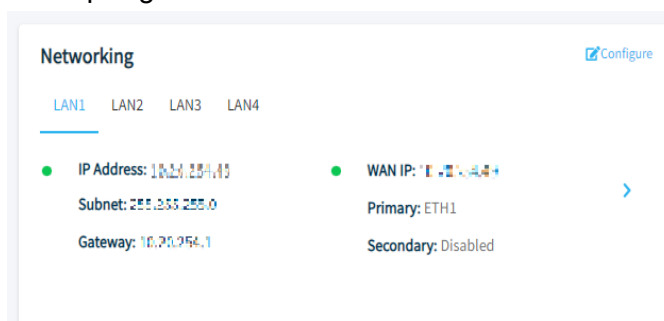 Networking
Configure
LAN1 LAN2 LAN3 LAN4
IP Address:
WAN IP:
Subnet:
Primary: ETH1
Gateway:
Secondary: Disabled